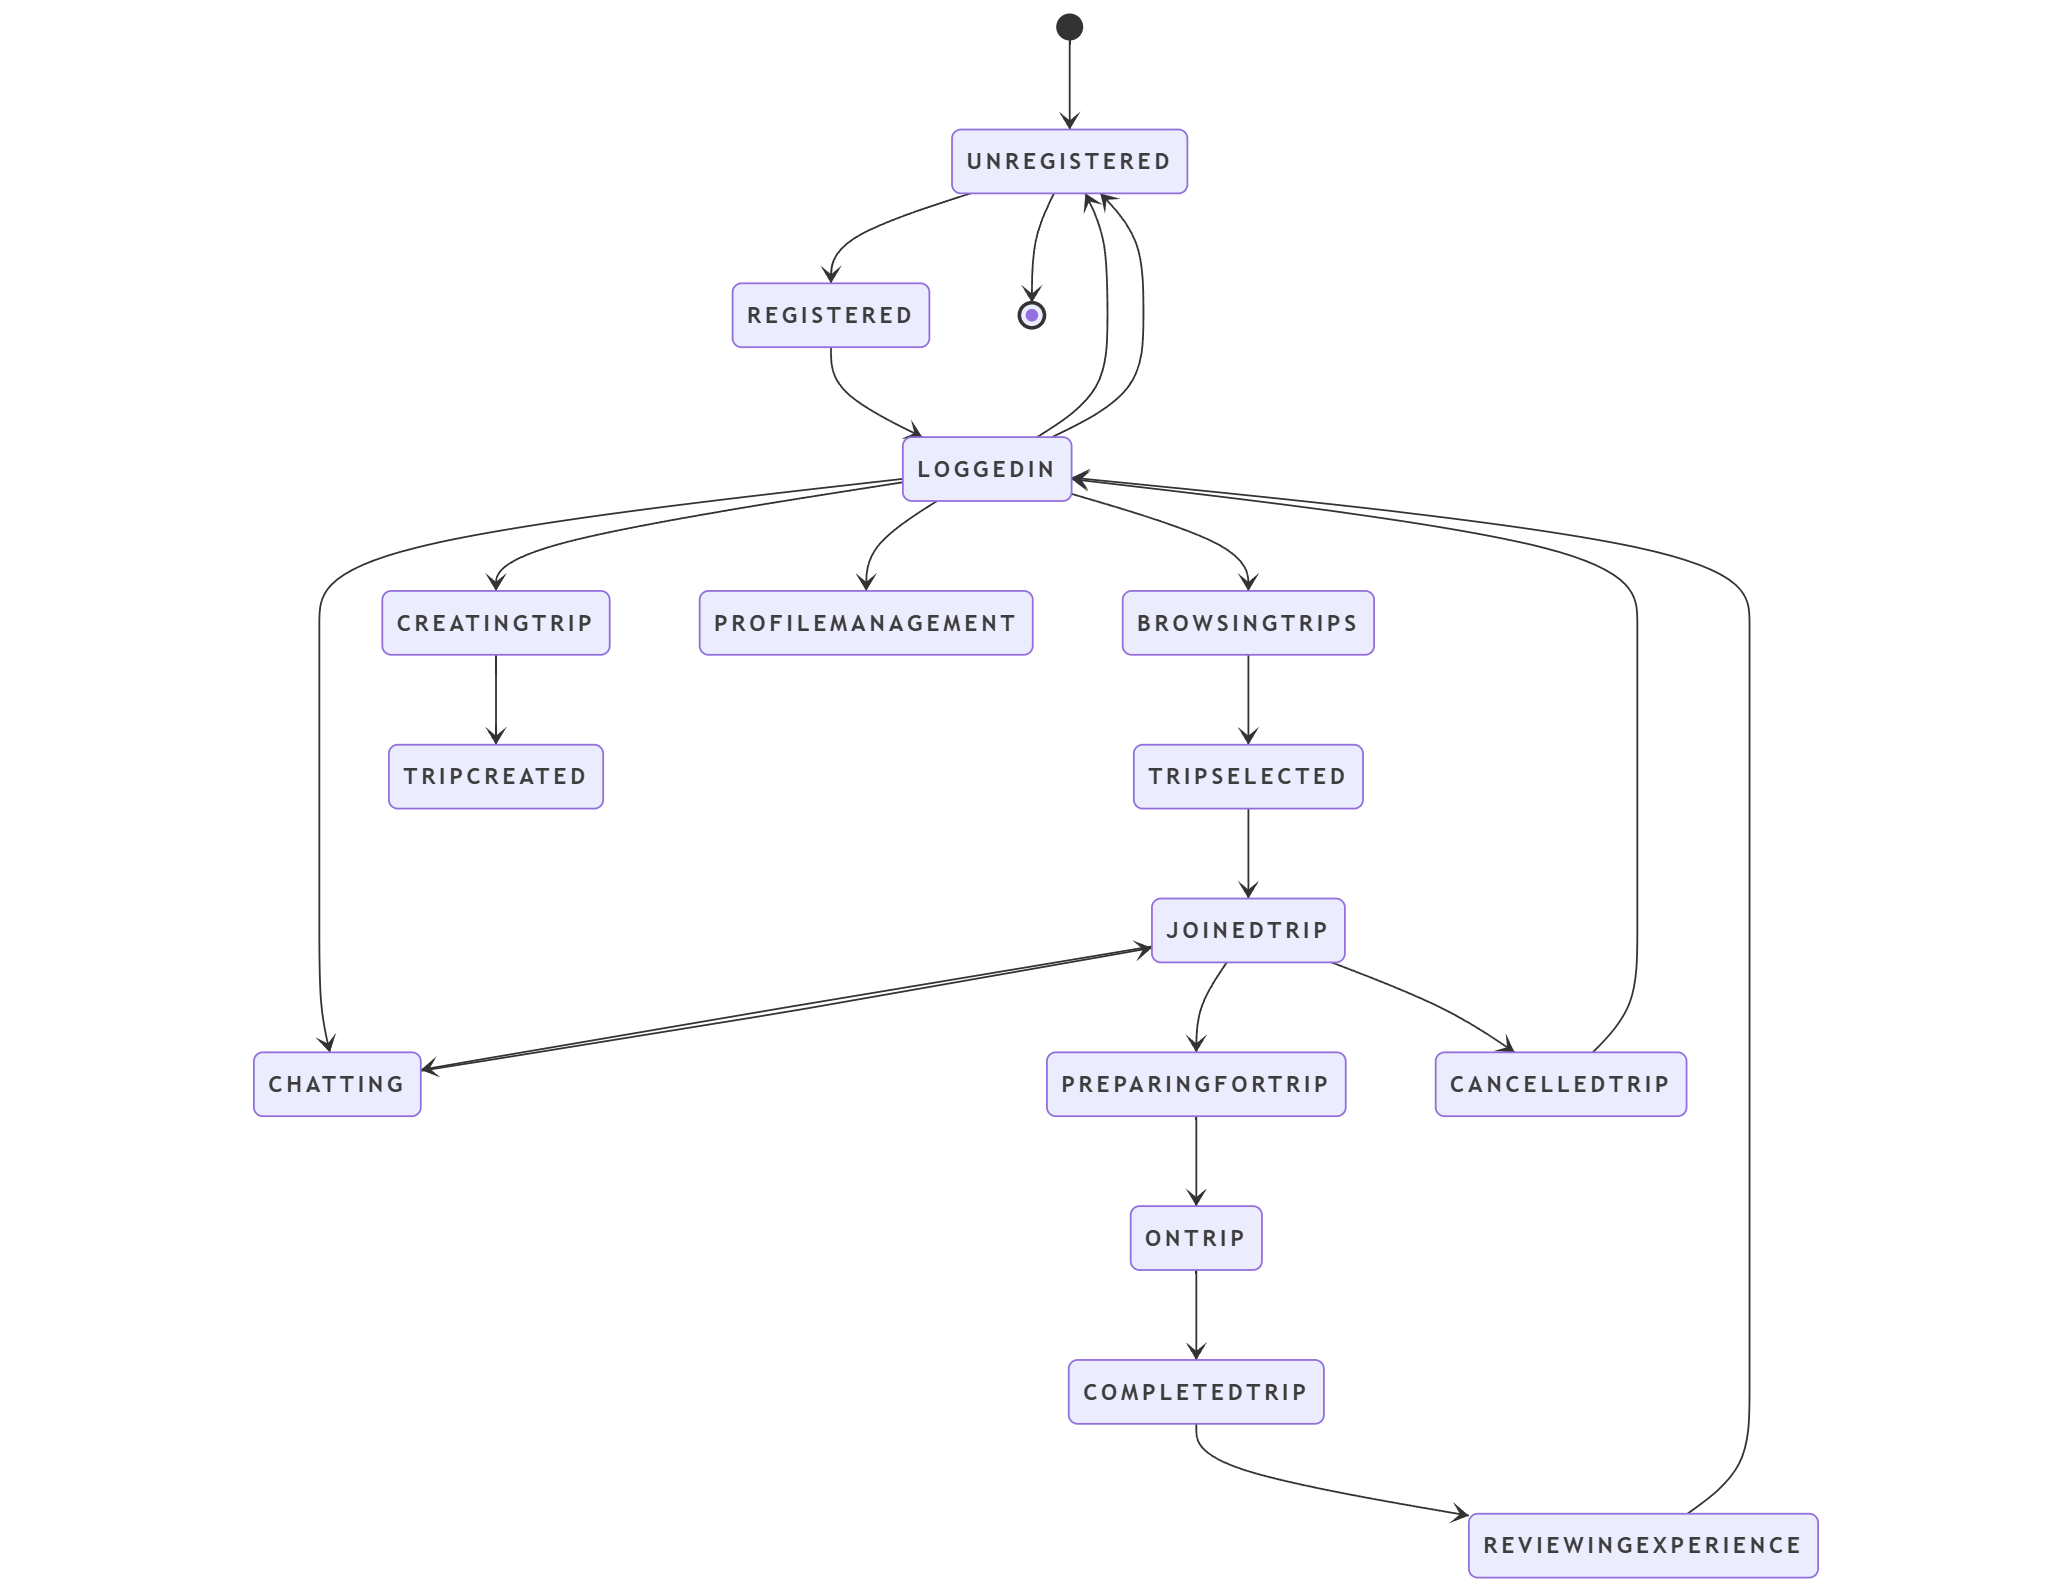 UNREGISTERED
REGISTERED
LOGGEDIN
CREATINGTRIP
PROFILEMANAGEMENT
BROWSINGTRIPS
TRIPCREATED
TRIPSELECTED
JOINEDTRIP
CHATTING
PREPARINGFORTRIP
CANCELLEDTRIP
ONTRIP
COMPLETEDTRIP
REVIEWINGEXPERIENCE